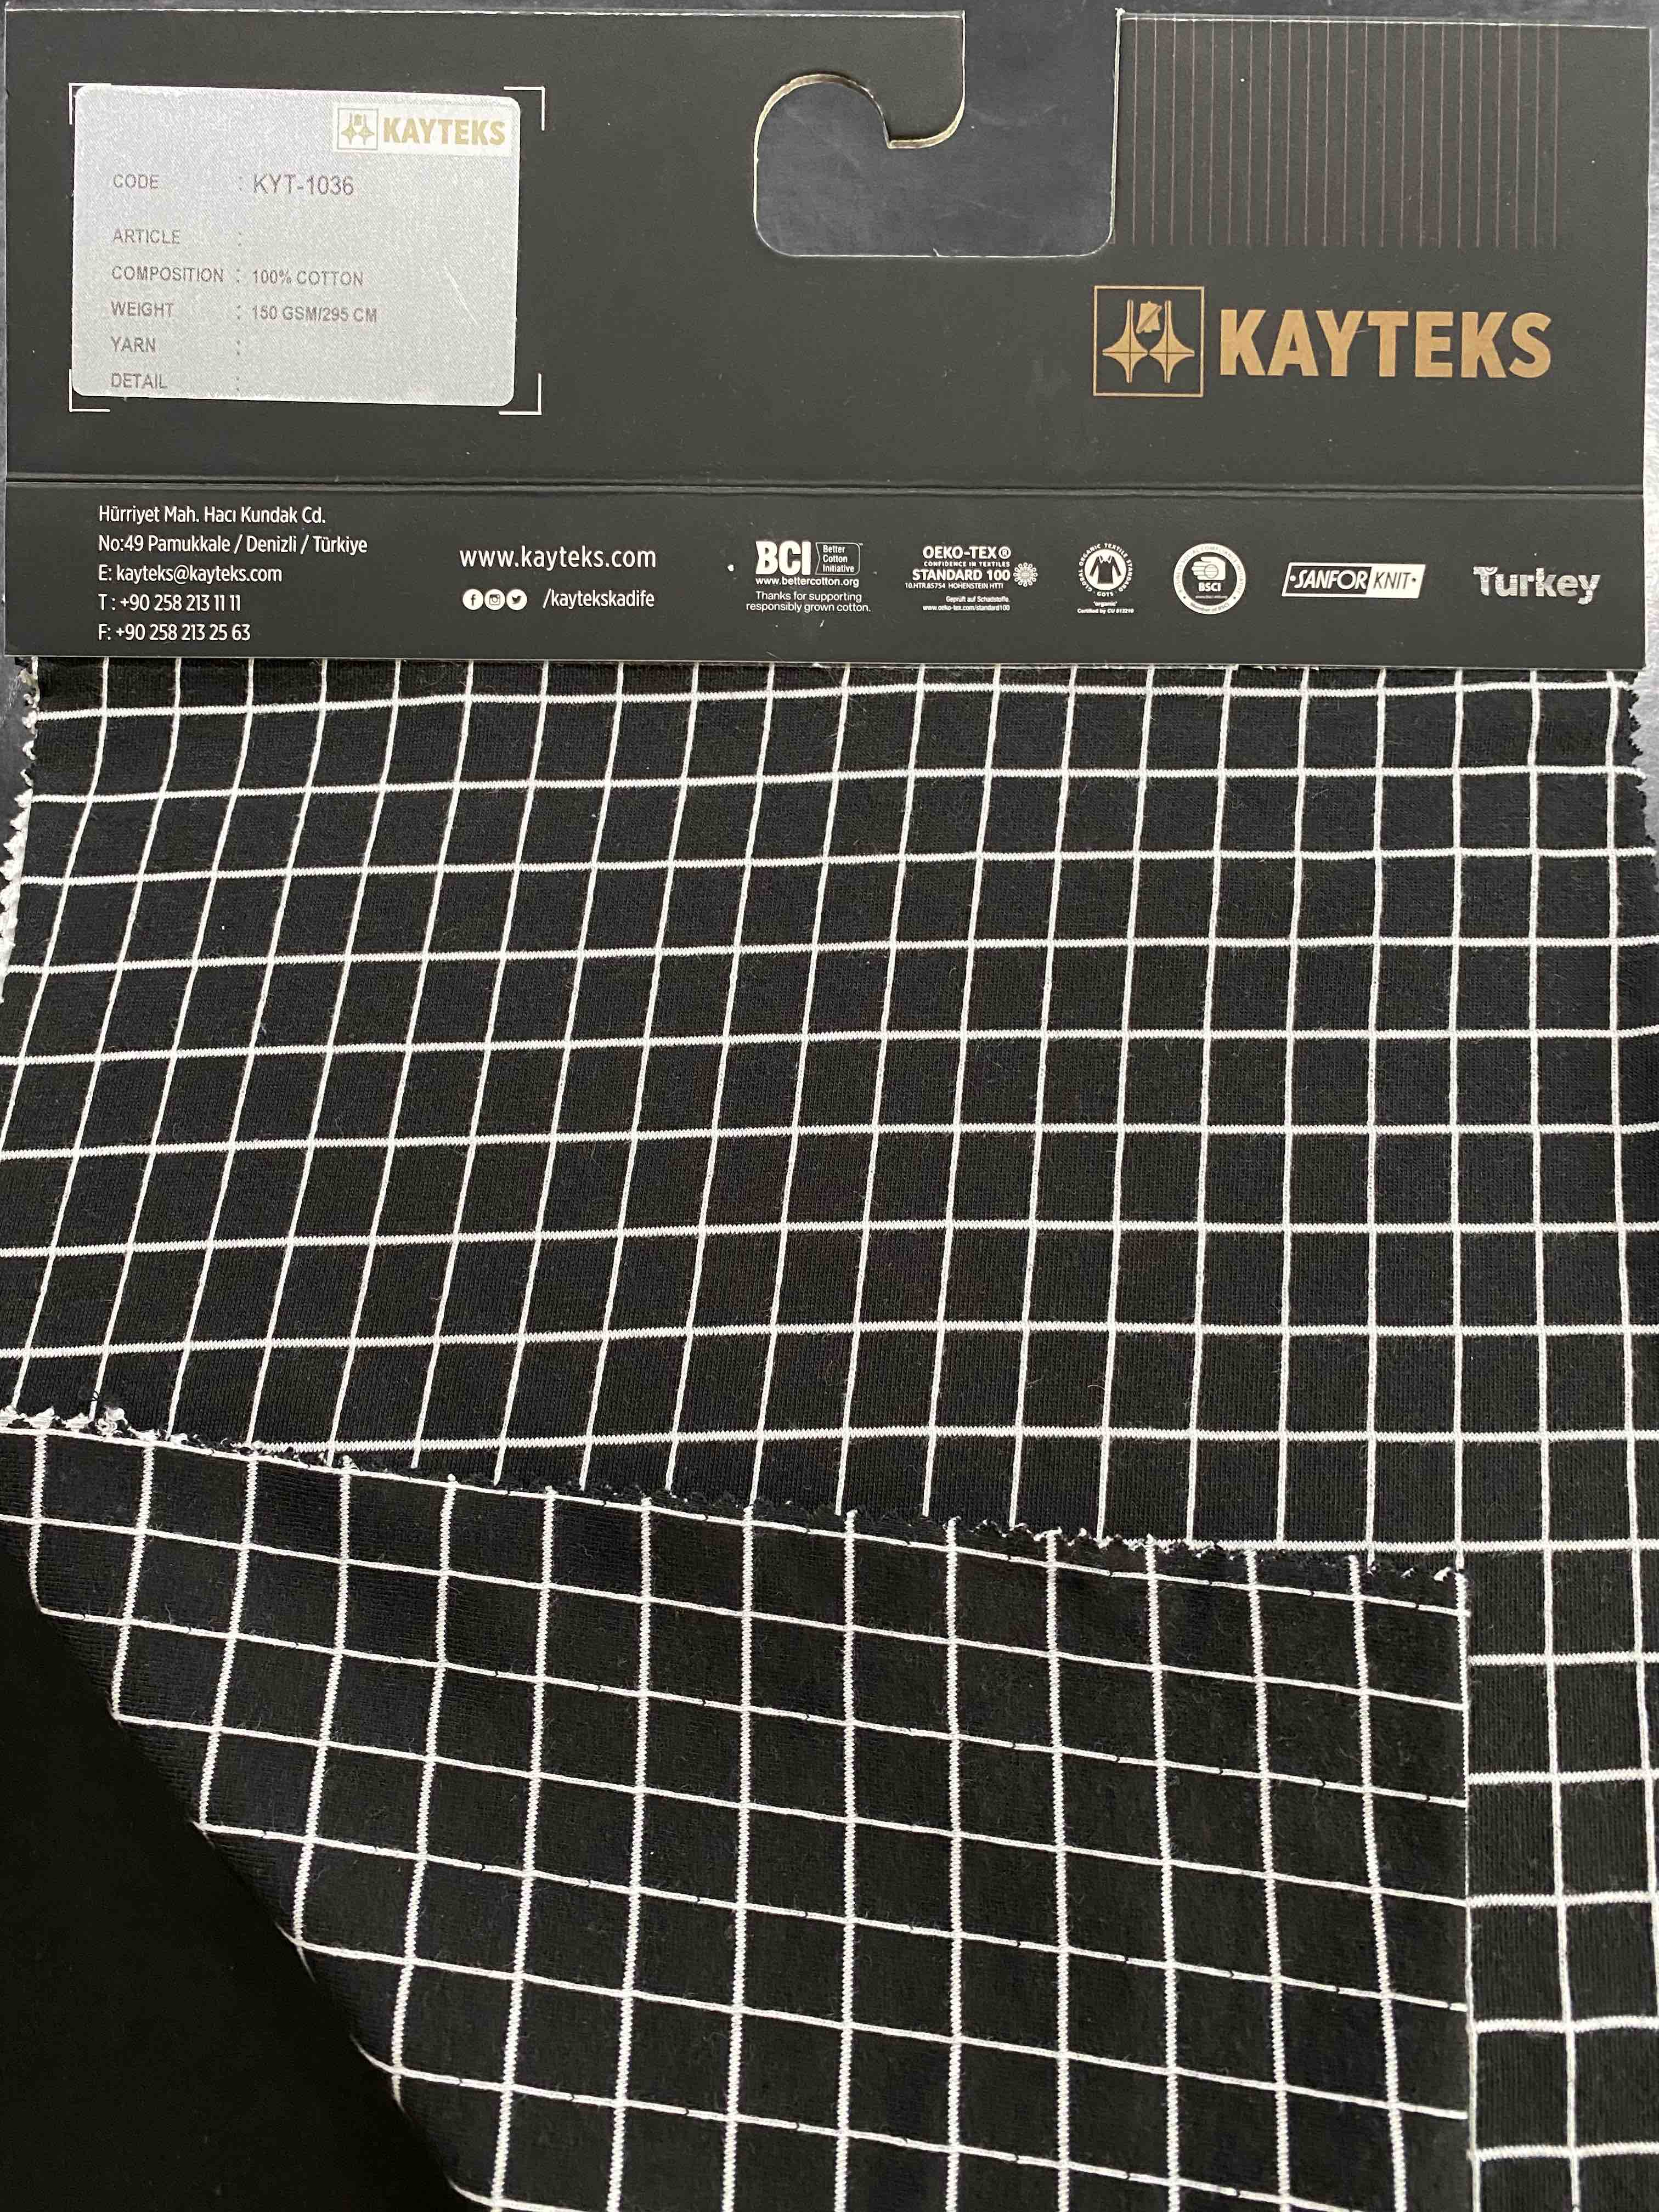 KAYTEKS
CODE : KYT-1036
ARTICLE :
COMPOSITION : 100% COTTON
WEIGHT : 150 GSM/295 CM
YARN :
DETAIL :
KAYTEKS
Hürriyet Mah. Hacı Kundak Cd.
No:49 Pamukkale / Denizli / Türkiye
E: kayteks@kayteks.com
T : +90 258 213 11 11
F: +90 258 213 25 63
www.kayteks.com
/kaytekskadife
BCI
Better
Cotton
Initiative
www.bettercotton.org
Thanks for supporting
responsibly grown cotton.
OEKO-TEX®
CONFIDENCE IN TEXTILES
STANDARD 100
10.HTR.85754 HOHENSTEIN HTTI
Geprüft auf Schadstoffe.
www.oeko-tex.com/standard100
GLOBAL ORGANIC TEXTILE STANDARD
GOTS
"organic"
Certified by CU 813210
BSCI
SANFOR KNIT
Turkey